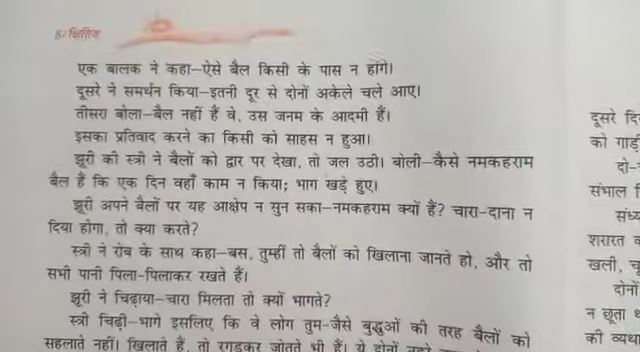 8/ क्षितिज
एक बालक ने कहा—ऐसे बैल किसी के पास न होंगे।
दूसरे ने समर्थन किया—इतनी दूर से दोनों अकेले चले आए।
तीसरा बोला—बैल नहीं हैं वे, उस जनम के आदमी हैं।
इसका प्रतिवाद करने का किसी को साहस न हुआ।
झूरी की स्त्री ने बैलों को द्वार पर देखा, तो जल उठी। बोली—कैसे नमकहराम
बैल हैं कि एक दिन वहाँ काम न किया; भाग खड़े हुए।
झूरी अपने बैलों पर यह आक्षेप न सुन सका—नमकहराम क्यों हैं? चारा-दाना न
दिया होगा, तो क्या करते?
स्त्री ने रोब के साथ कहा—बस, तुम्हीं तो बैलों को खिलाना जानते हो, और तो
सभी पानी पिला-पिलाकर रखते हैं।
झूरी ने चिढ़ाया—चारा मिलता तो क्यों भागते?
स्त्री चिढ़ी—भागे इसलिए कि वे लोग तुम-जैसे बुद्धुओं की तरह बैलों को
सहलाते नहीं। खिलाते हैं, तो रगड़कर जोतते भी हैं। ये दोनों
दूसरे
को गाड़ी
दो-
संभाल
शरारत
खली,
दोनों
न छूता
की व्यथा